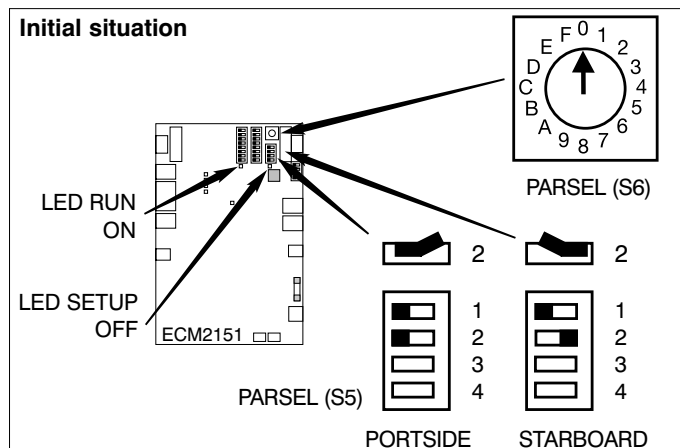 Initial situation
0
1
2
3
4
5
6
7
8
9
A
B
C
D
E
F
PARSEL (S6)
LED RUN
ON
LED SETUP
OFF
ECM2151
2
2
1
2
3
4
1
2
3
4
PARSEL (S5)
PORTSIDE
STARBOARD